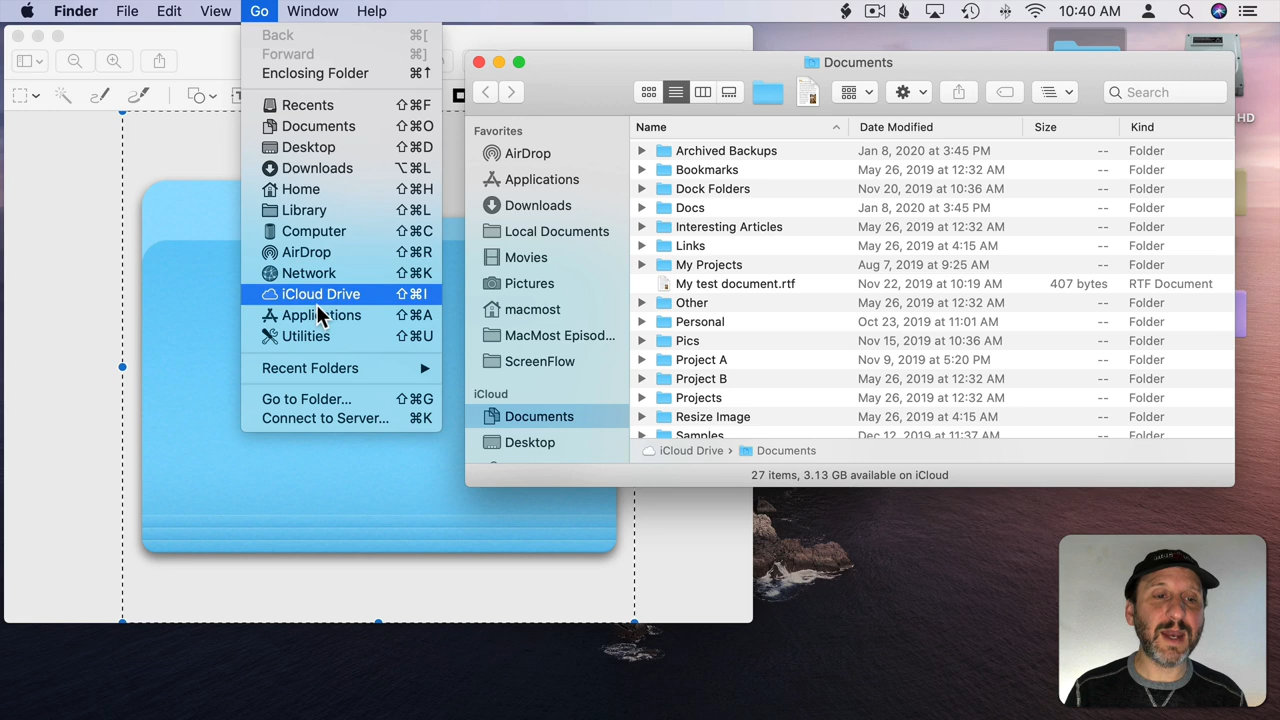 Finder File Edit View Go Window Help 10:40 AM
Back ⌘[
Forward ⌘]
Enclosing Folder ⌘↑
Recents ⇧⌘F
Documents ⇧⌘O
Desktop ⇧⌘D
Downloads ⌥⌘L
Home ⇧⌘H
Library ⇧⌘L
Computer ⇧⌘C
AirDrop ⇧⌘R
Network ⇧⌘K
iCloud Drive ⇧⌘I
Applications ⇧⌘A
Utilities ⇧⌘U
Recent Folders
Go to Folder... ⇧⌘G
Connect to Server... ⌘K
Documents
Search
Favorites
AirDrop
Applications
Downloads
Local Documents
Movies
Pictures
macmost
MacMost Episod...
ScreenFlow
iCloud
Documents
Desktop
Name Date Modified Size Kind
Archived Backups Jan 8, 2020 at 3:45 PM -- Folder
Bookmarks May 26, 2019 at 12:32 AM -- Folder
Dock Folders Nov 20, 2019 at 10:36 AM -- Folder
Docs Jan 8, 2020 at 3:45 PM -- Folder
Interesting Articles May 26, 2019 at 12:32 AM -- Folder
Links May 26, 2019 at 4:15 AM -- Folder
My Projects Aug 7, 2019 at 9:25 AM -- Folder
My test document.rtf Nov 22, 2019 at 10:19 AM 407 bytes RTF Document
Other May 26, 2019 at 12:32 AM -- Folder
Personal Oct 23, 2019 at 11:01 AM -- Folder
Pics Nov 15, 2019 at 10:36 AM -- Folder
Project A Nov 9, 2019 at 5:20 PM -- Folder
Project B May 26, 2019 at 12:32 AM -- Folder
Projects May 26, 2019 at 12:32 AM -- Folder
Resize Image May 26, 2019 at 4:15 AM -- Folder
Samples Dec 12, 2019 at 11:37 AM -- Folder
iCloud Drive › Documents
27 items, 3.13 GB available on iCloud
HD